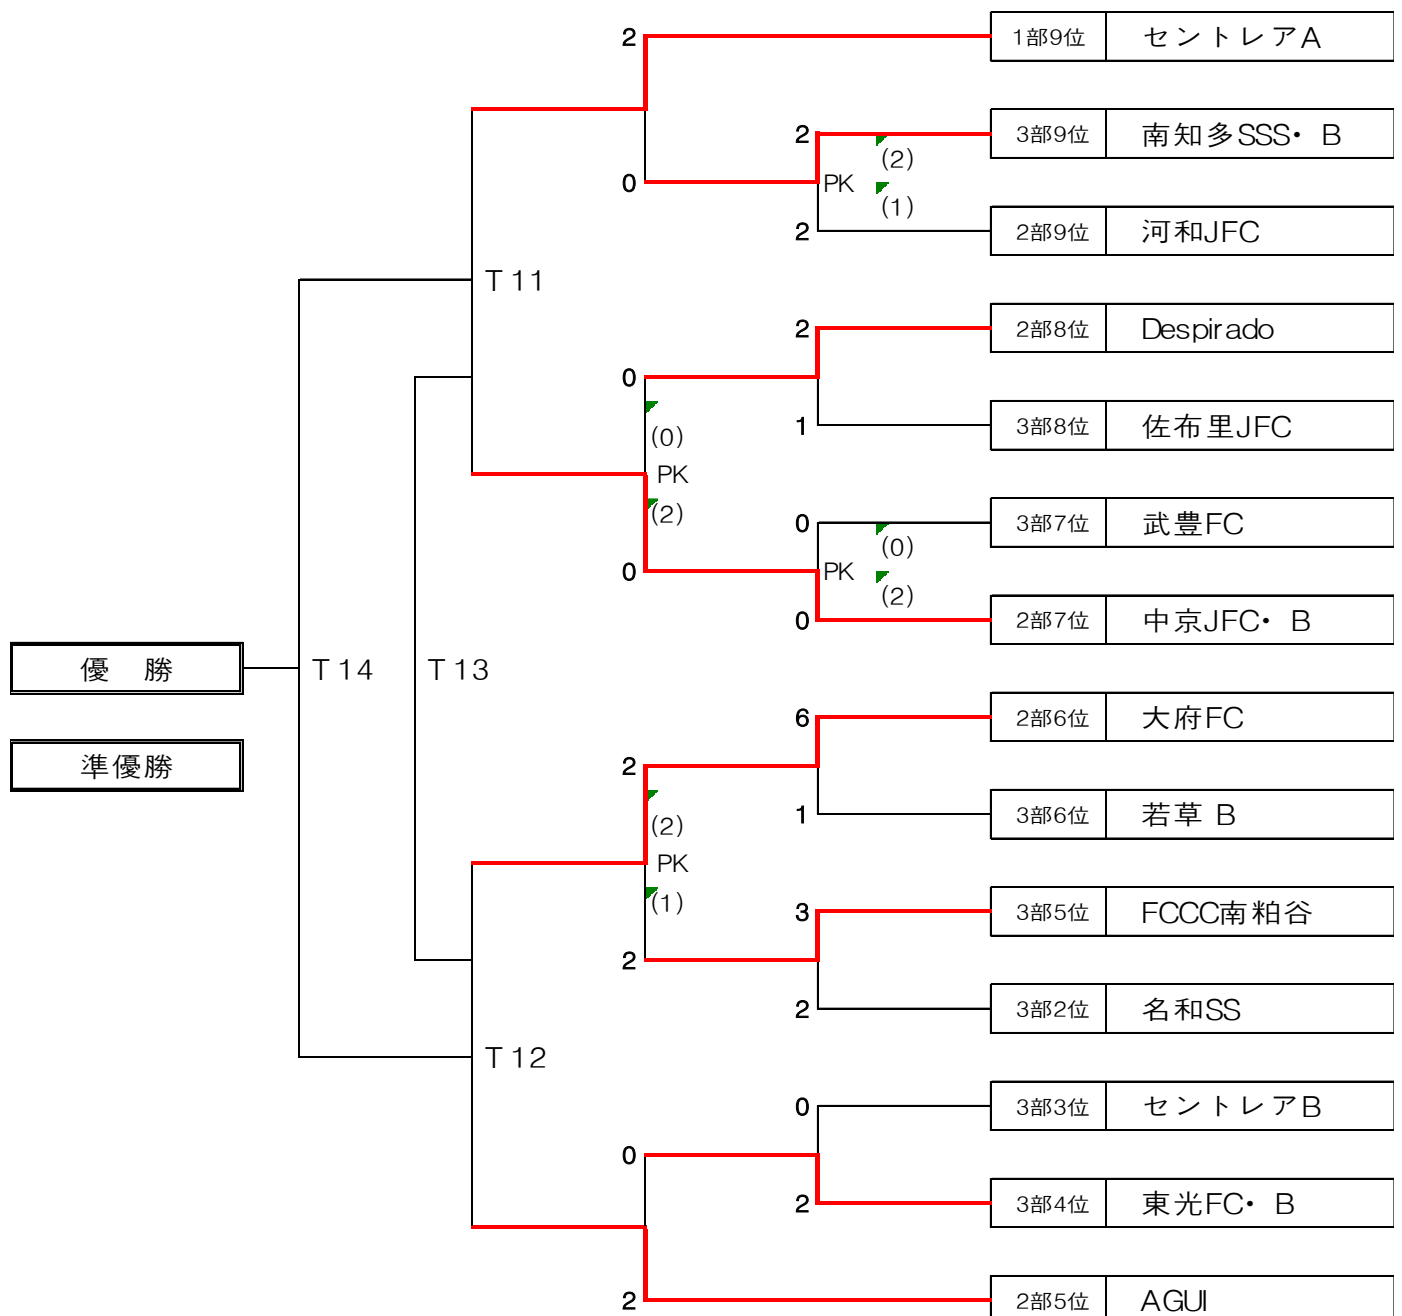 2 1部9位 セントレアA
2 3部9位 南知多SSS・B
(2)
0 PK
(1)
2 2部9位 河和JFC
T11
2 2部8位 Despirado
0
1 3部8位 佐布里JFC
(0)
PK
(2)
0 3部7位 武豊FC
(0)
0 PK
(2)
0 2部7位 中京JFC・B
優 勝 T14 T13
6 2部6位 大府FC
準優勝 2
1 3部6位 若草 B
(2)
PK
(1)
3 3部5位 FCCC南粕谷
2
2 3部2位 名和SS
T12
0 3部3位 セントレアB
0
2 3部4位 東光FC・B
2 2部5位 AGUI